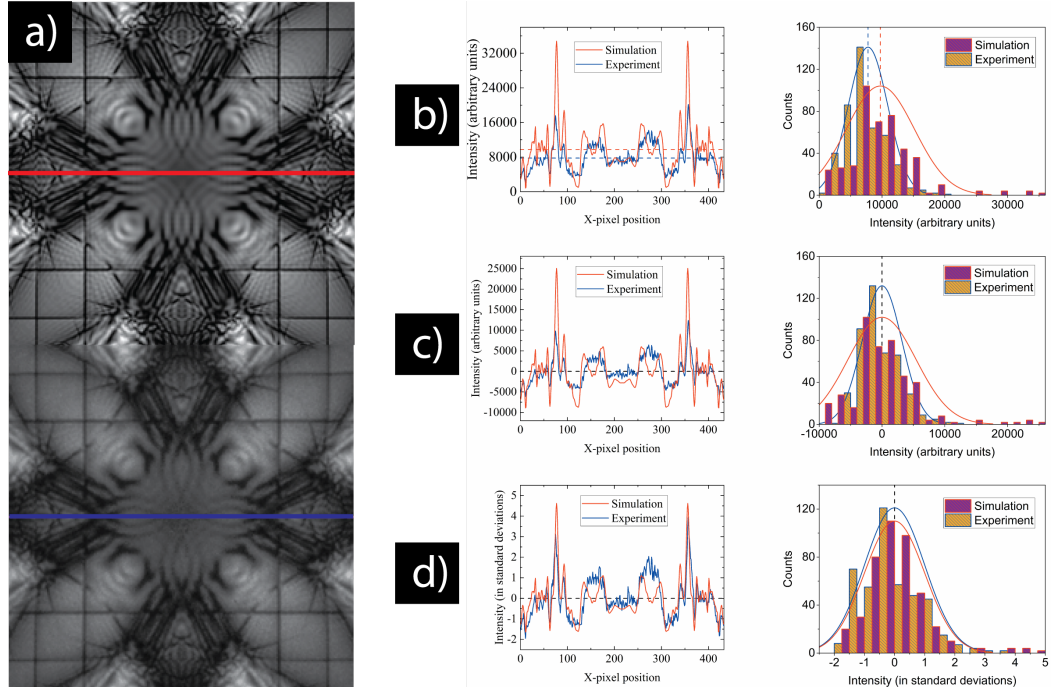 a)
b)
Intensity (arbitrary units)
32000
24000
16000
8000
0
Simulation
Experiment
0 100 200 300 400
X-pixel position
Counts
160
120
80
40
0
Simulation
Experiment
0 10000 20000 30000
Intensity (arbitrary units)
c)
Intensity (arbitrary units)
25000
20000
15000
10000
5000
0
-5000
-10000
Simulation
Experiment
0 100 200 300 400
X-pixel position
Counts
160
120
80
40
0
Simulation
Experiment
-10000 0 10000 20000
Intensity (arbitrary units)
d)
Intensity (in standard deviations)
5
4
3
2
1
0
-1
-2
Simulation
Experiment
0 100 200 300 400
X-pixel position
Counts
120
80
40
0
Simulation
Experiment
-2 -1 0 1 2 3 4 5
Intensity (in standard deviations)